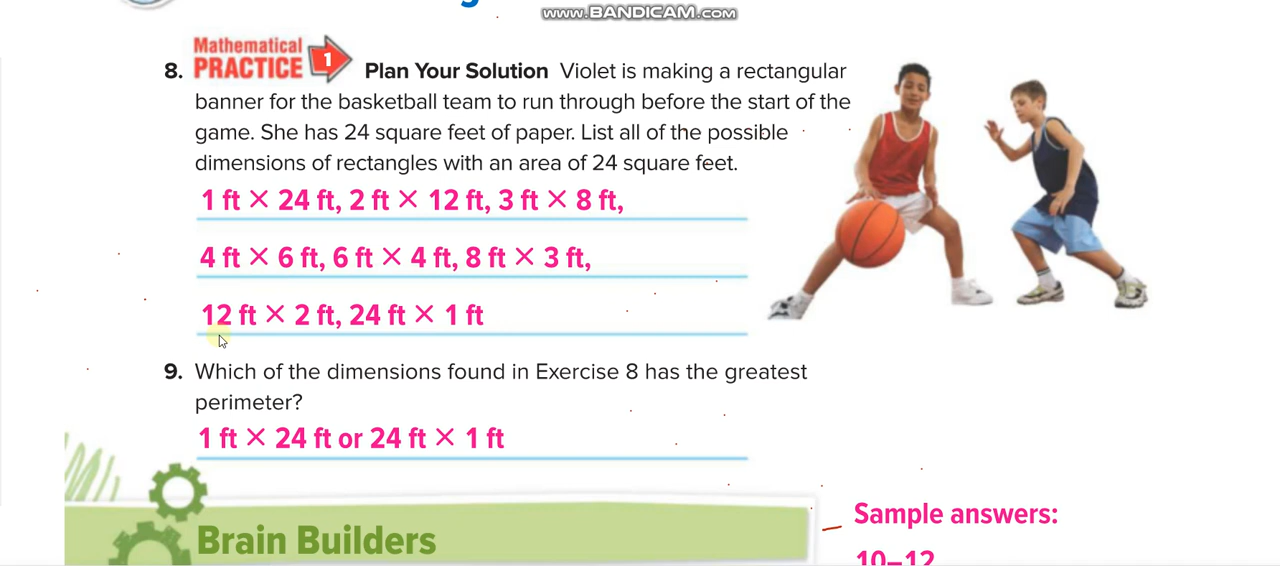 www.BANDICAM.com
Mathematical
8. PRACTICE 1 Plan Your Solution Violet is making a rectangular
banner for the basketball team to run through before the start of the
game. She has 24 square feet of paper. List all of the possible
dimensions of rectangles with an area of 24 square feet.
1 ft × 24 ft, 2 ft × 12 ft, 3 ft × 8 ft,
4 ft × 6 ft, 6 ft × 4 ft, 8 ft × 3 ft,
12 ft × 2 ft, 24 ft × 1 ft
9. Which of the dimensions found in Exercise 8 has the greatest
perimeter?
1 ft × 24 ft or 24 ft × 1 ft
Brain Builders
Sample answers:
10–12